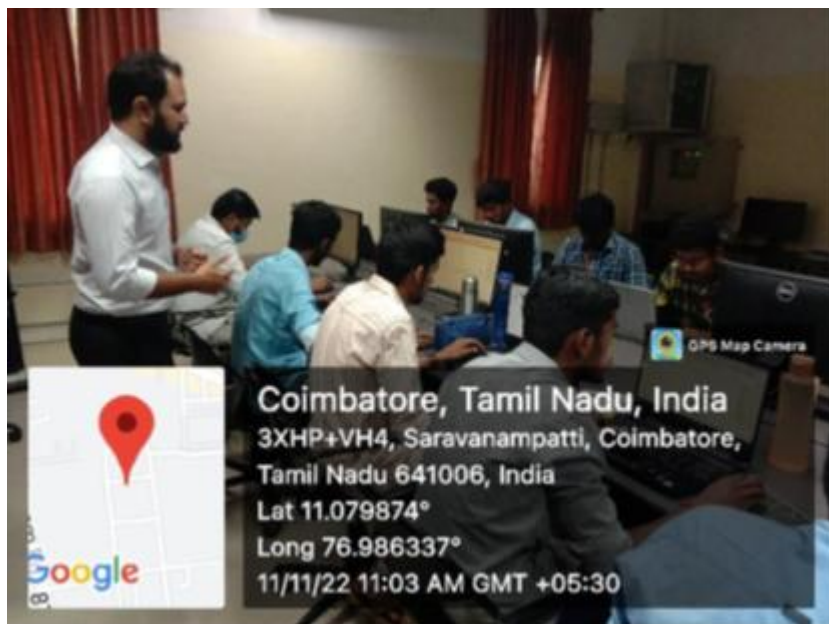 GPS Map Camera
Coimbatore, Tamil Nadu, India
3XHP+VH4, Saravanampatti, Coimbatore,
Tamil Nadu 641006, India
Lat 11.079874°
Long 76.986337°
11/11/22 11:03 AM GMT +05:30
Google
DELL